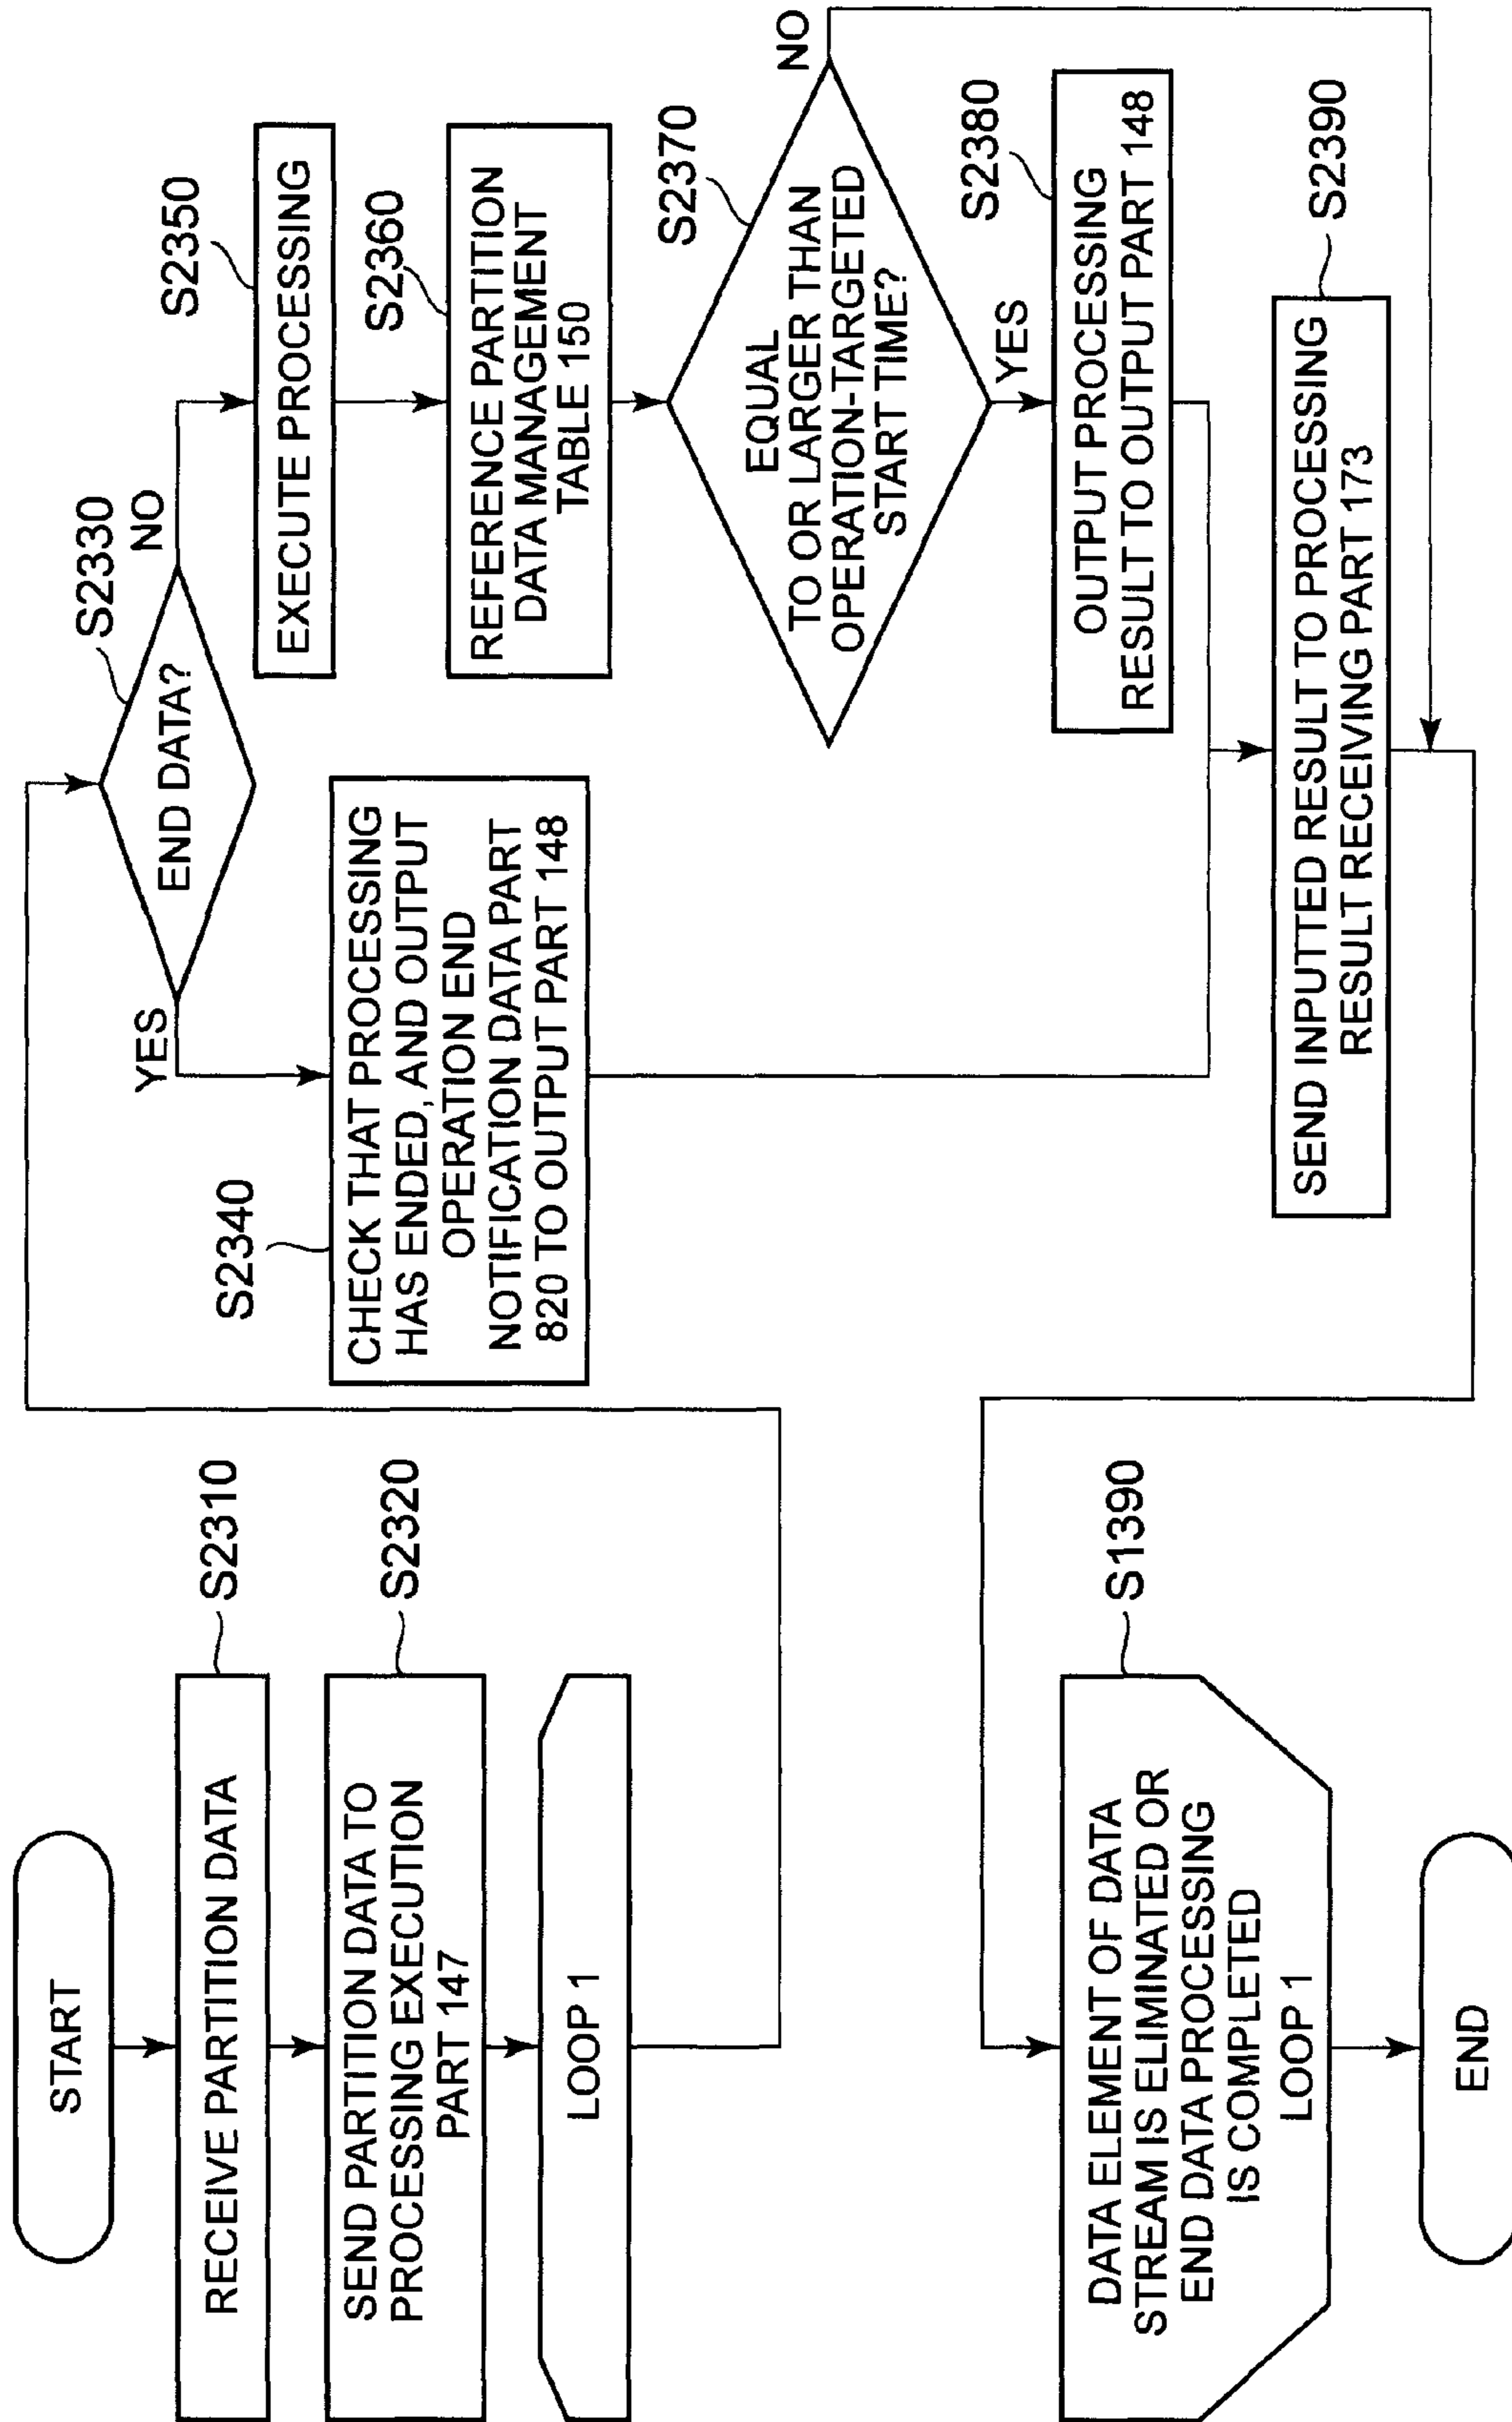 START
RECEIVE PARTITION DATA
S2310
SEND PARTITION DATA TO
PROCESSING EXECUTION
PART 147
S2320
LOOP 1
END DATA?
S2330
YES
NO
CHECK THAT PROCESSING
HAS ENDED, AND OUTPUT
OPERATION END
NOTIFICATION DATA PART
820 TO OUTPUT PART 148
S2340
EXECUTE PROCESSING
S2350
REFERENCE PARTITION
DATA MANAGEMENT
TABLE 150
S2360
EQUAL
TO OR LARGER THAN
OPERATION-TARGETED
START TIME?
S2370
NO
YES
OUTPUT PROCESSING
RESULT TO OUTPUT PART 148
S2380
SEND INPUTTED RESULT TO PROCESSING
RESULT RECEIVING PART 173
S2390
DATA ELEMENT OF DATA
STREAM IS ELIMINATED OR
END DATA PROCESSING
IS COMPLETED
LOOP 1
S1390
END